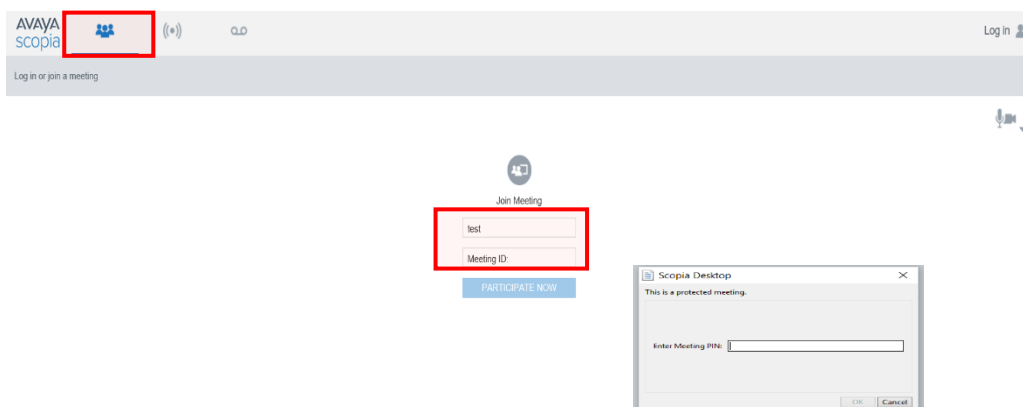 AVAYA
scopia
Log in
Log in or join a meeting
Join Meeting
test
Meeting ID:
PARTICIPATE NOW
Scopia Desktop
This is a protected meeting.
Enter Meeting PIN:
OK Cancel